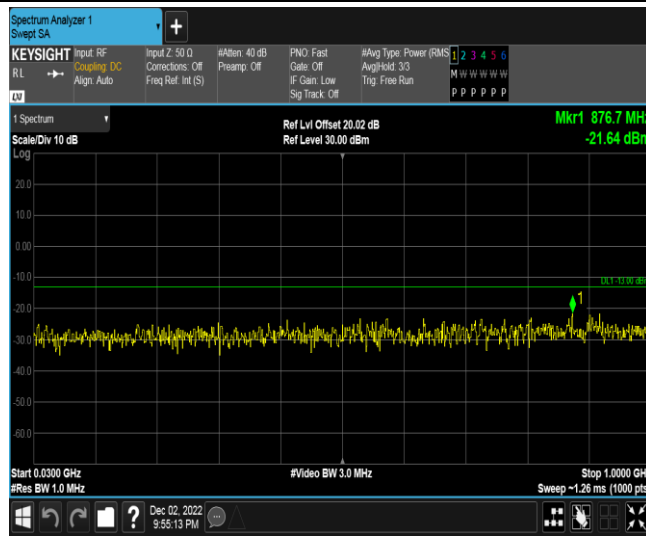 Spectrum Analyzer 1
Swept SA
+
KEYSIGHT Input: RF Input Z: 50 Ω #Atten: 40 dB PNO: Fast #Avg Type: Power (RMS 1 2 3 4 5 6
RL Coupling: DC Corrections: Off Preamp: Off Gate: Off Avg|Hold: 3/3 M W W W W W
Align: Auto Freq Ref: Int (S) IF Gain: Low Trig: Free Run
LXI Sig Track: Off P P P P P P
1 Spectrum Ref Lvl Offset 20.02 dB Mkr1 876.7 MHz
Scale/Div 10 dB Ref Level 30.00 dBm -21.64 dBm
Log
20.0
10.0
0.00
-10.0
DL1 -13.00 dBm
1
-20.0
-30.0
-40.0
-50.0
-60.0
Start 0.0300 GHz #Video BW 3.0 MHz Stop 1.0000 GHz
#Res BW 1.0 MHz Sweep ~1.26 ms (1000 pts)
? Dec 02, 2022
9:55:13 PM